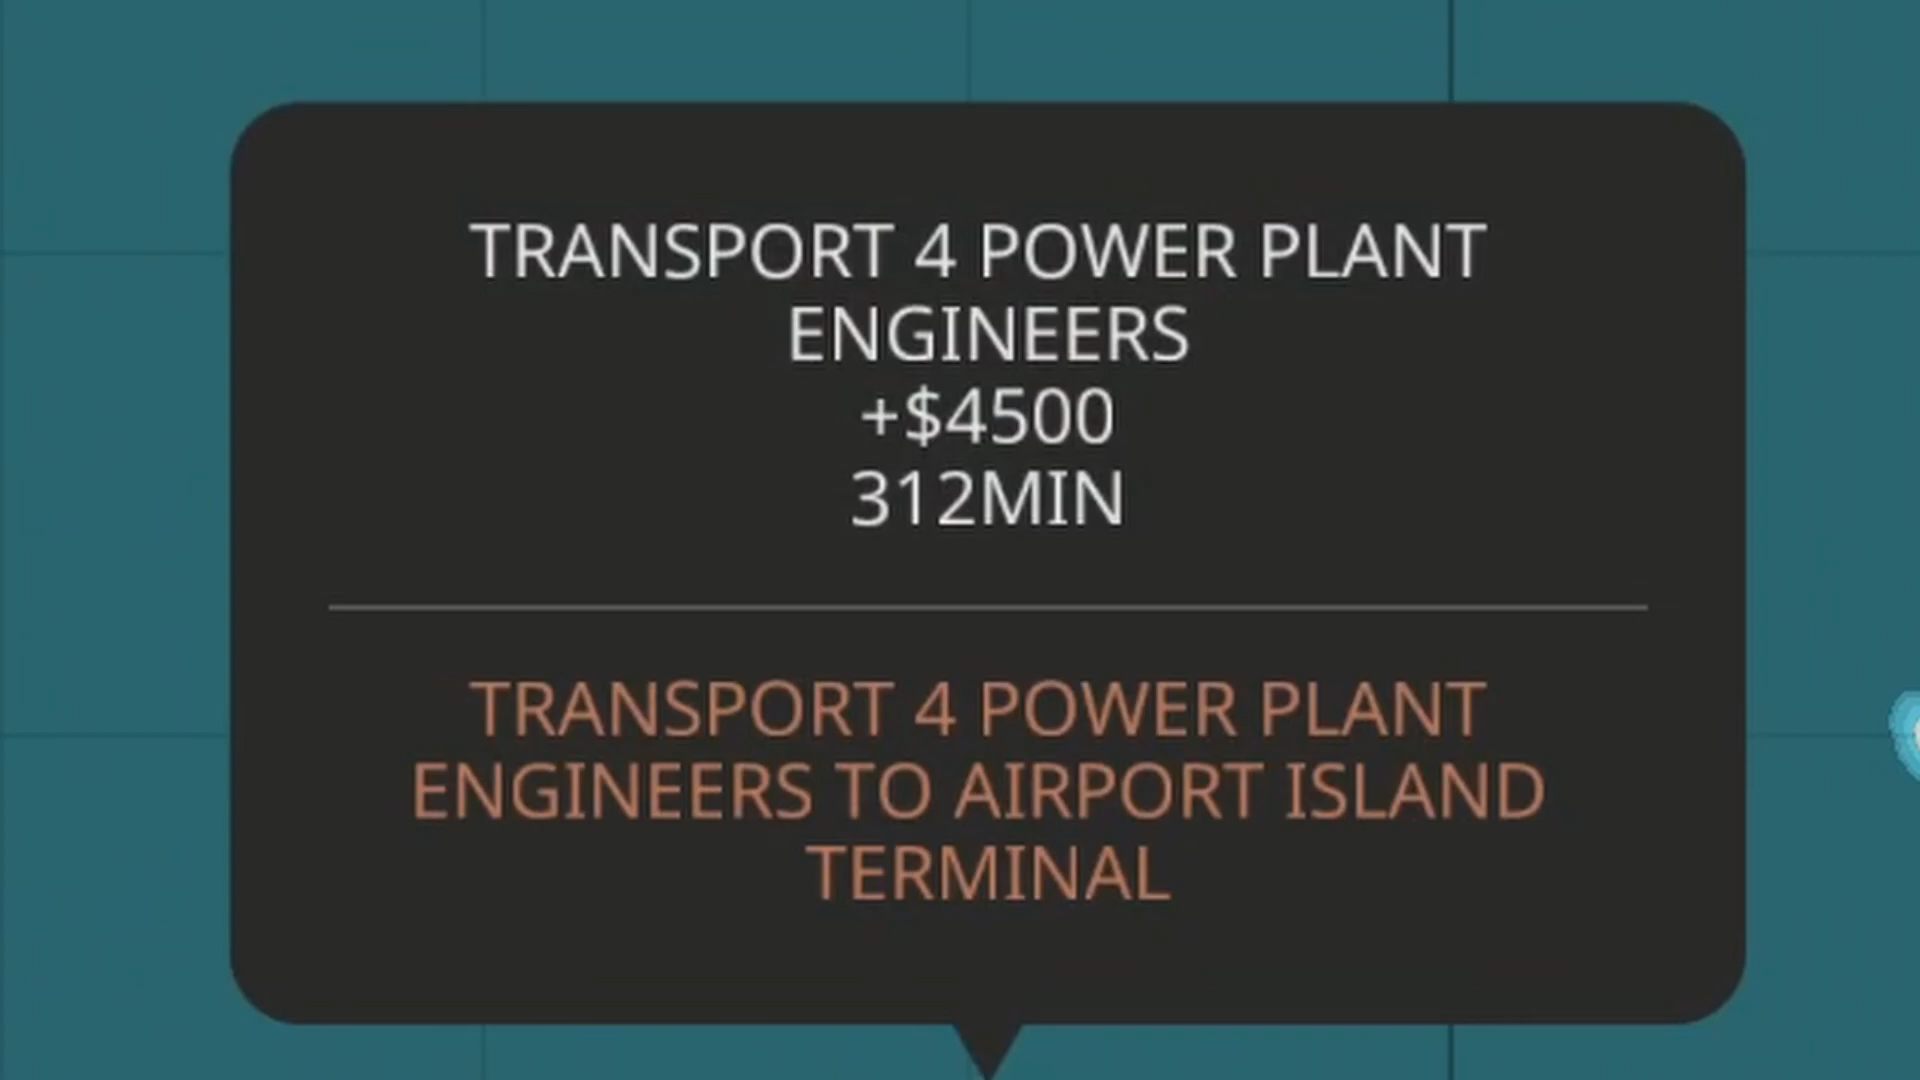 TRANSPORT 4 POWER PLANT
ENGINEERS
+$4500
312MIN
TRANSPORT 4 POWER PLANT
ENGINEERS TO AIRPORT ISLAND
TERMINAL